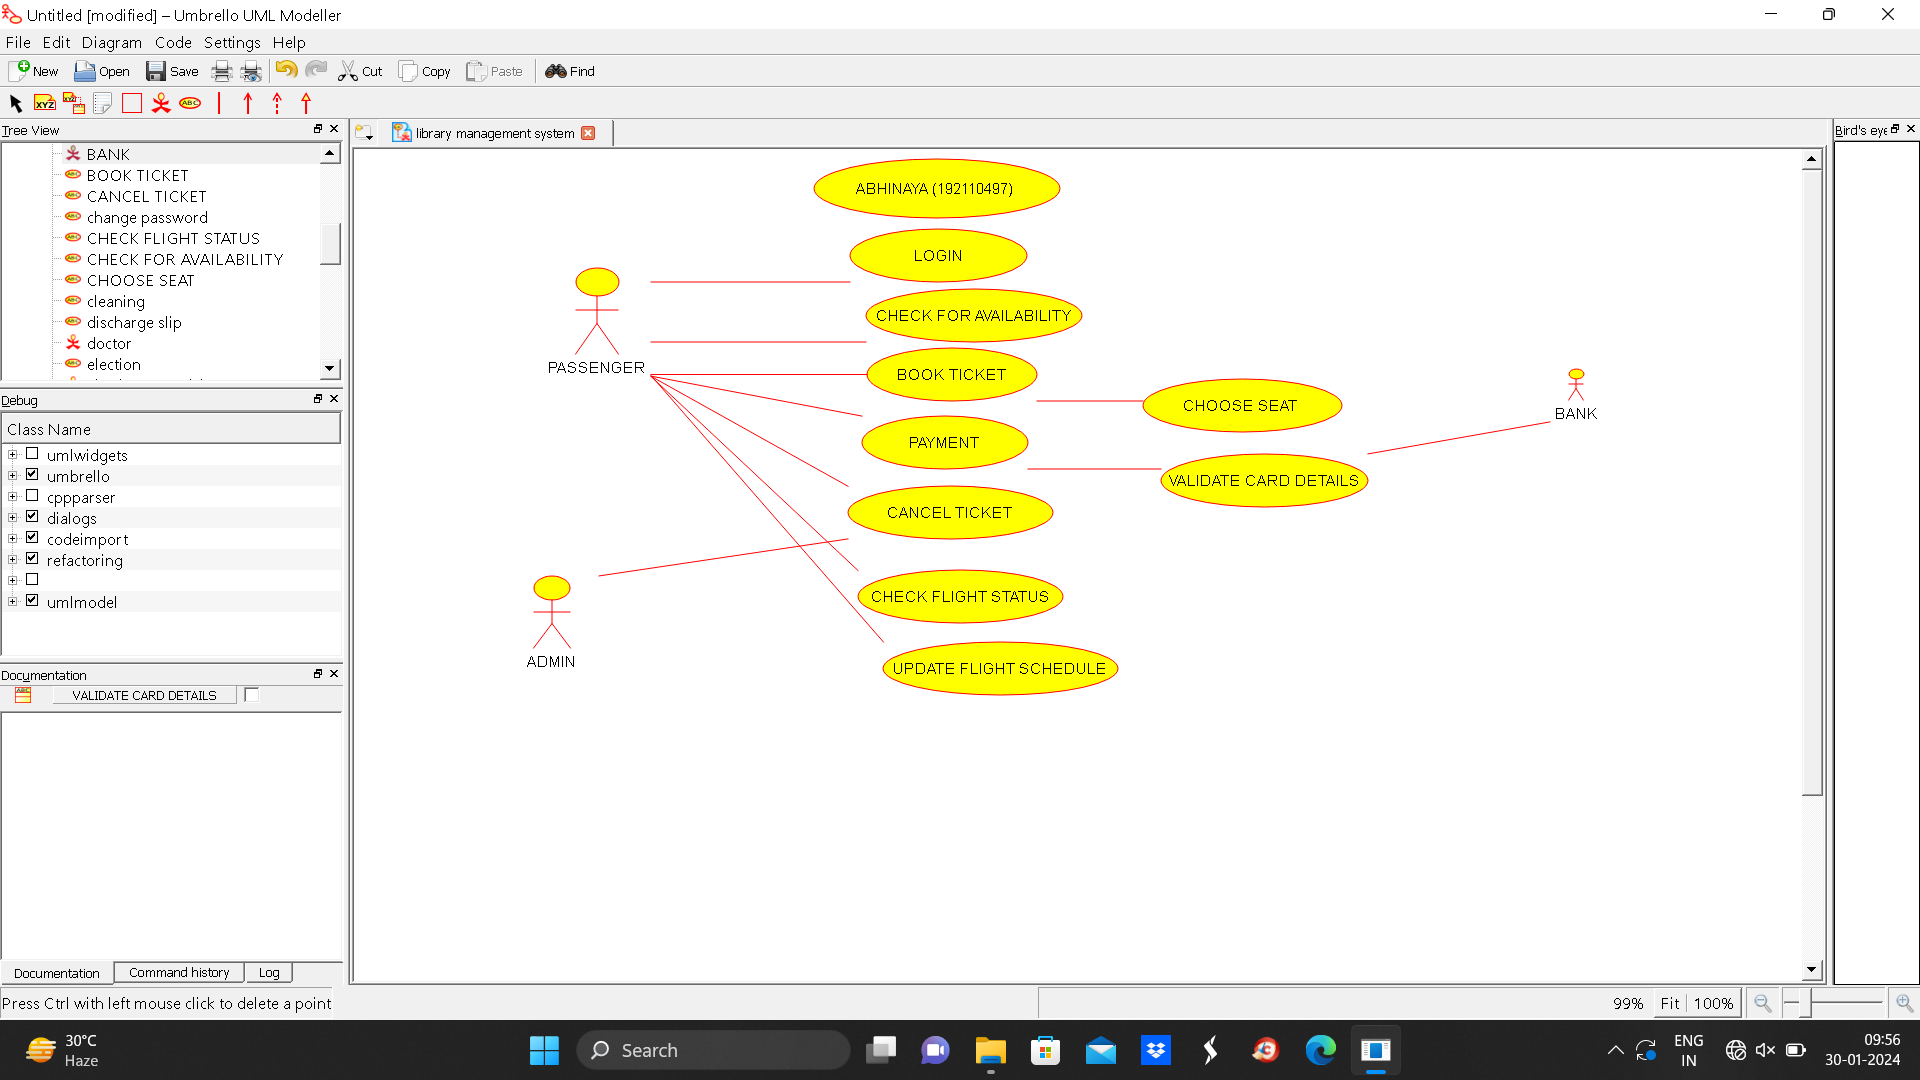 Untitled [modified] – Umbrello UML Modeller
File Edit Diagram Code Settings Help
New Open Save Cut Copy Paste Find
XYZ XYZ ABC
Tree View
library management system
Bird's eye
BANK
BOOK TICKET
CANCEL TICKET
change password
CHECK FLIGHT STATUS
CHECK FOR AVAILABILITY
CHOOSE SEAT
cleaning
discharge slip
doctor
election
Debug
Class Name
umlwidgets
umbrello
cppparser
dialogs
codeimport
refactoring
umlmodel
Documentation
VALIDATE CARD DETAILS
Documentation Command history Log
Press Ctrl with left mouse click to delete a point
ABHINAYA (192110497)
LOGIN
CHECK FOR AVAILABILITY
PASSENGER
BOOK TICKET
CHOOSE SEAT
BANK
PAYMENT
VALIDATE CARD DETAILS
CANCEL TICKET
CHECK FLIGHT STATUS
ADMIN
UPDATE FLIGHT SCHEDULE
99% Fit 100%
30°C
Haze
Search
ENG
IN
09:56
30-01-2024